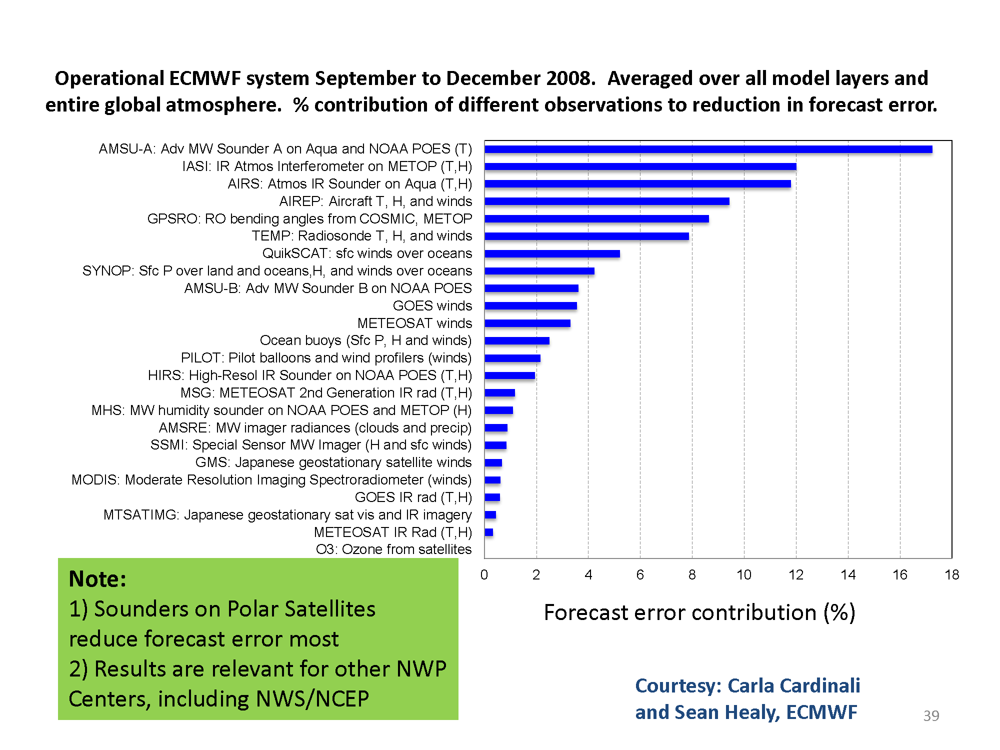 Operational ECMWF system September to December 2008.  Averaged over all model layers and
entire global atmosphere.  % contribution of different observations to reduction in forecast error.
AMSU-A: Adv MW Sounder A on Aqua and NOAA POES (T)
IASI: IR Atmos Interferometer on METOP (T,H)
AIRS: Atmos IR Sounder on Aqua (T,H)
AIREP: Aircraft T, H, and winds
GPSRO: RO bending angles from COSMIC, METOP
TEMP: Radiosonde T, H, and winds
QuikSCAT: sfc winds over oceans
SYNOP: Sfc P over land and oceans,H, and winds over oceans
AMSU-B: Adv MW Sounder B on NOAA POES
GOES winds
METEOSAT winds
Ocean buoys (Sfc P, H and winds)
PILOT: Pilot balloons and wind profilers (winds)
HIRS: High-Resol IR Sounder on NOAA POES (T,H)
MSG: METEOSAT 2nd Generation IR rad (T,H)
MHS: MW humidity sounder on NOAA POES and METOP (H)
AMSRE: MW imager radiances (clouds and precip)
SSMI: Special Sensor MW Imager (H and sfc winds)
GMS: Japanese geostationary satellite winds
MODIS: Moderate Resolution Imaging Spectroradiometer (winds)
GOES IR rad (T,H)
MTSATIMG: Japanese geostationary sat vis and IR imagery
METEOSAT IR Rad (T,H)
O3: Ozone from satellites
0 2 4 6 8 10 12 14 16 18
Forecast error contribution (%)
Note:
1) Sounders on Polar Satellites
reduce forecast error most
2) Results are relevant for other NWP
Centers, including NWS/NCEP
Courtesy: Carla Cardinali
and Sean Healy, ECMWF
39